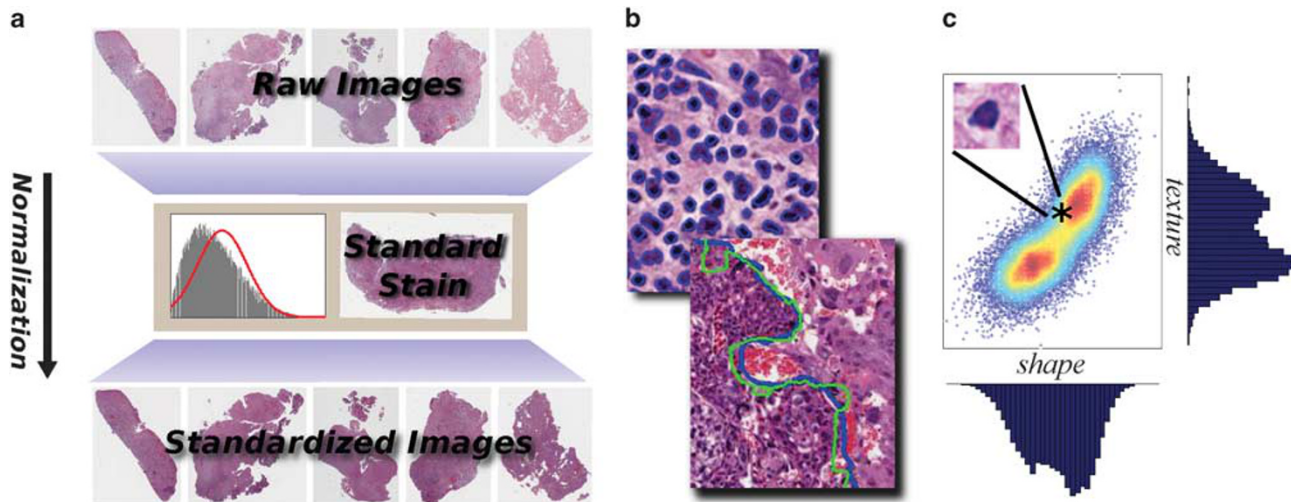 a
b
c
Raw Images
Normalization
Standard
Stain
Standardized Images
*
texture
shape